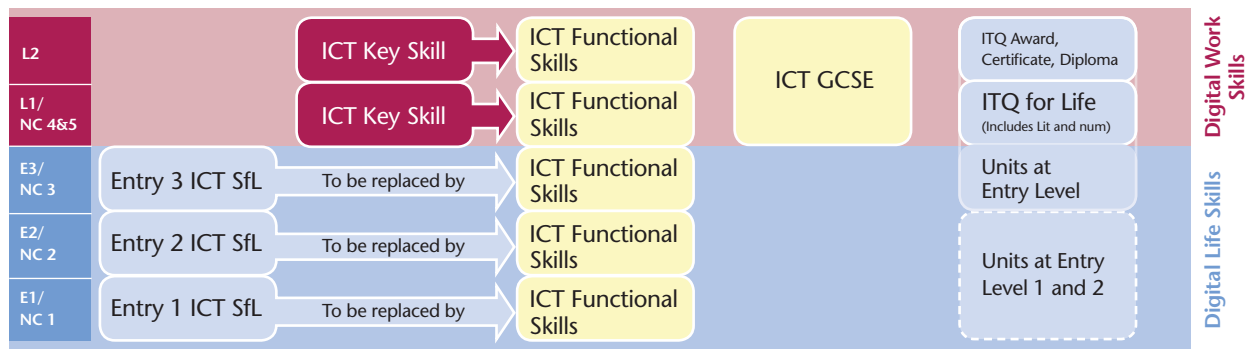 L2
ICT Key Skill
ICT Functional
Skills
ICT GCSE
ITQ Award,
Certificate, Diploma
L1/
NC 4&5
ICT Key Skill
ICT Functional
Skills
ITQ for Life
(Includes Lit and num)
Digital Work
Skills
E3/
NC 3
Entry 3 ICT SfL
To be replaced by
ICT Functional
Skills
Units at
Entry Level
E2/
NC 2
Entry 2 ICT SfL
To be replaced by
ICT Functional
Skills
Units at Entry
Level 1 and 2
E1/
NC 1
Entry 1 ICT SfL
To be replaced by
ICT Functional
Skills
Digital Life Skills